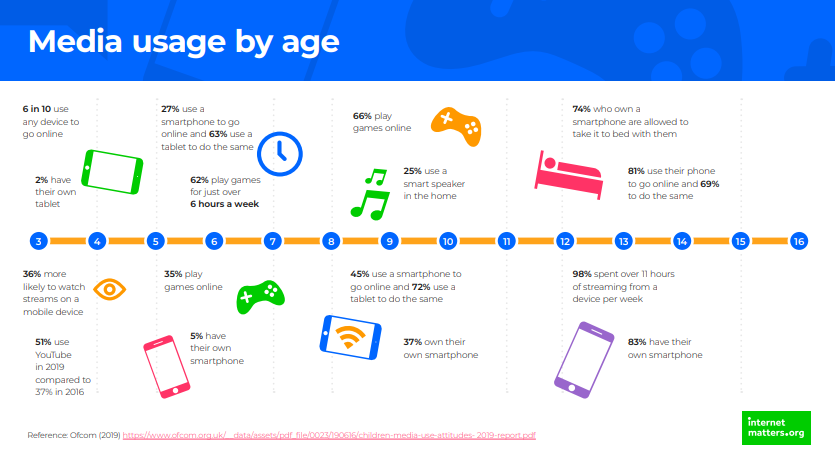 Media usage by age
6 in 10 use
any device to
go online
2% have
their own
tablet
27% use a
smartphone to go
online and 63% use a
tablet to do the same
62% play games
for just over
6 hours a week
66% play
games online
25% use a
smart speaker
in the home
74% who own a
smartphone are allowed to
take it to bed with them
81% use their phone
to go online and 69%
to do the same
3 4 5 6 7 8 9 10 11 12 13 14 15 16
36% more
likely to watch
streams on a
mobile device
51% use
YouTube
in 2019
compared to
37% in 2016
35% play
games online
5% have
their own
smartphone
45% use a smartphone to
go online and 72% use a
tablet to do the same
37% own their
own smartphone
98% spent over 11 hours
of streaming from a
device per week
83% have their
own smartphone
Reference: Ofcom (2019) https://www.ofcom.org.uk/__data/assets/pdf_file/0023/190616/children-media-use-attitudes- 2019-report.pdf
internet
matters.org